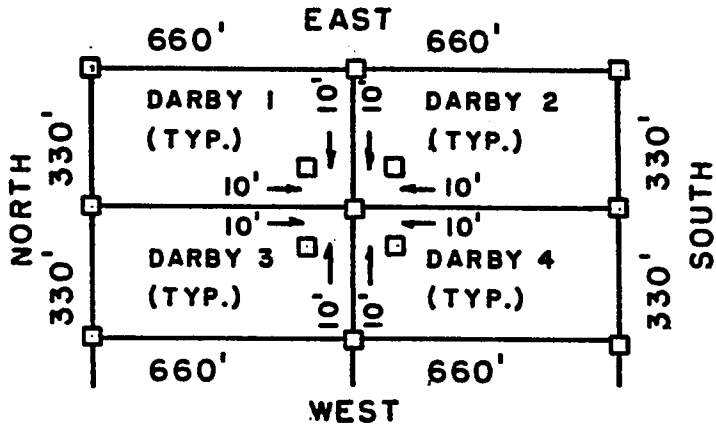 EAST
660' 660'
DARBY 1 10' 10' DARBY 2
(TYP.) (TYP.)
330' 330'
10' 10'
NORTH SOUTH
10' 10'
DARBY 3 DARBY 4
(TYP.) (TYP.)
330' 330'
10' 10'
660' 660'
WEST